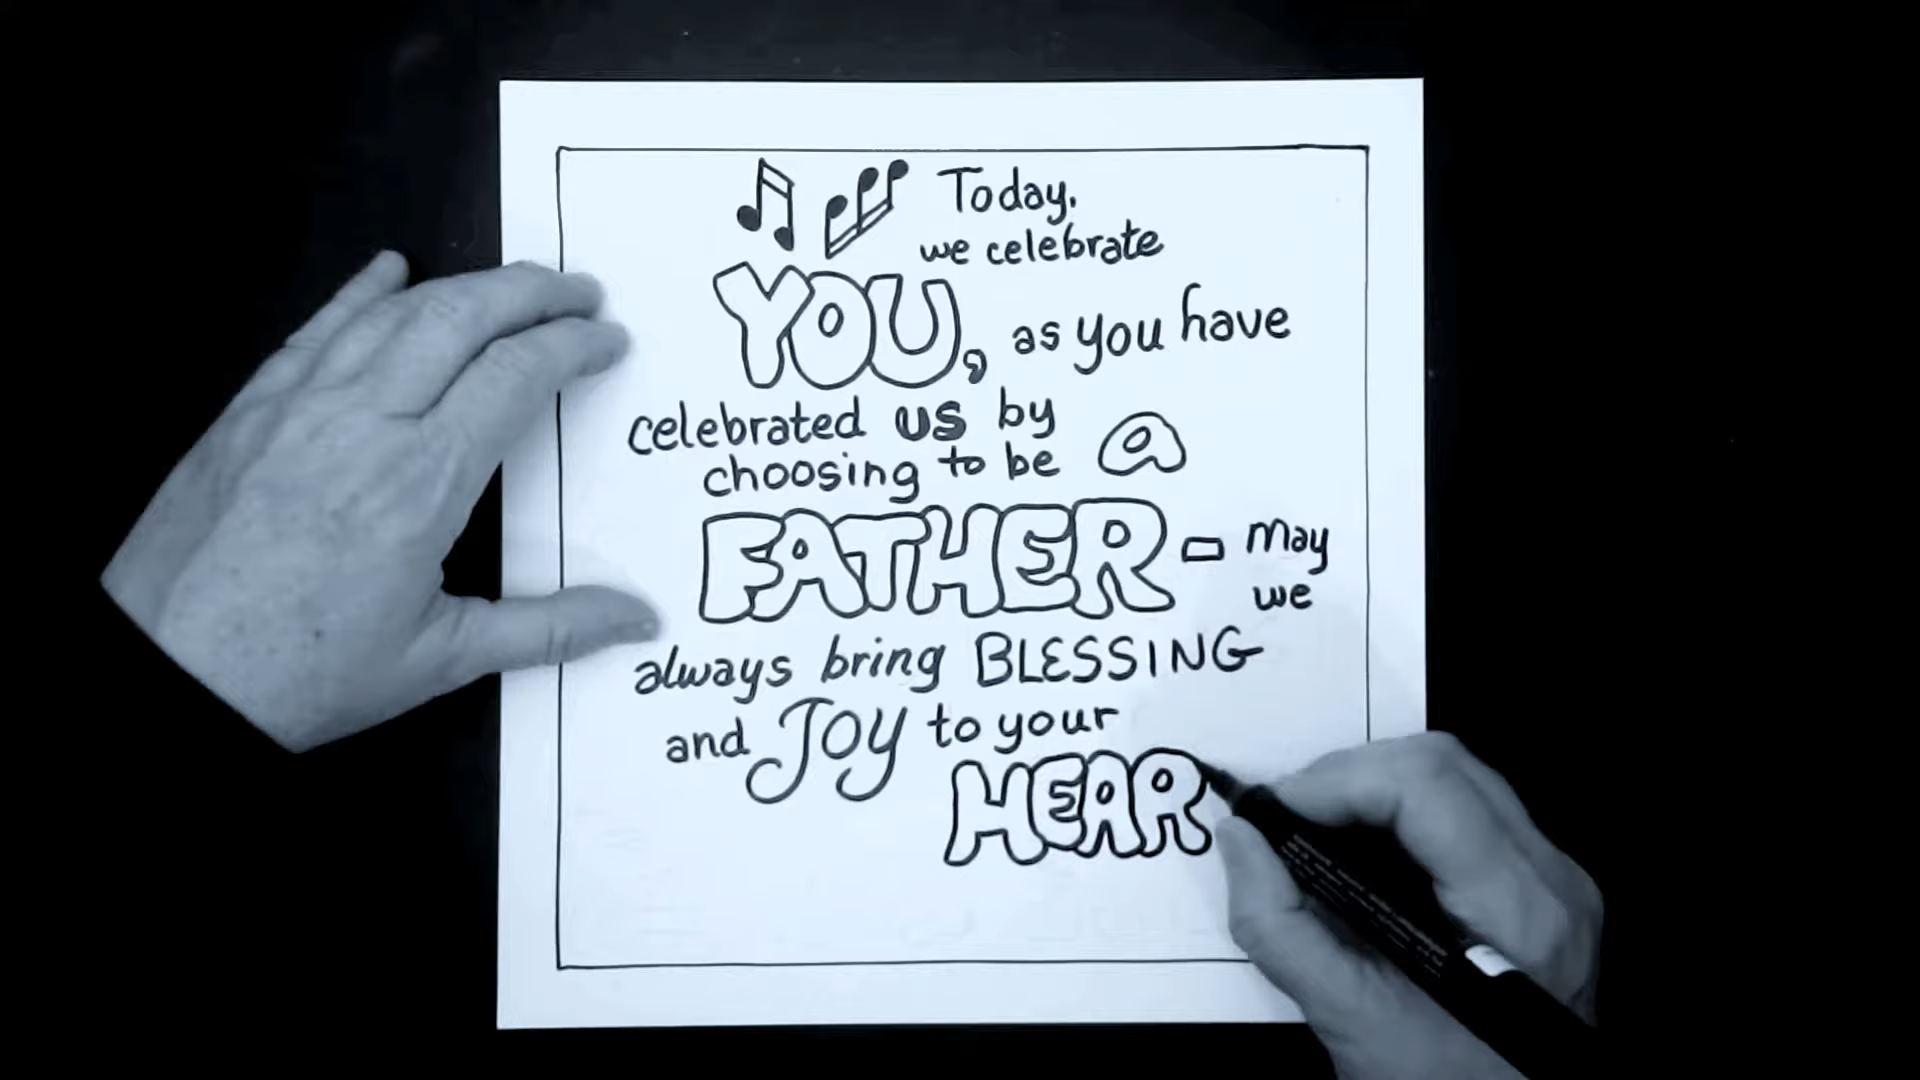 Today,
we celebrate
YOU, as you have
celebrated us by
choosing to be a
FATHER - may
we
always bring BLESSING
and Joy to your
HEAR